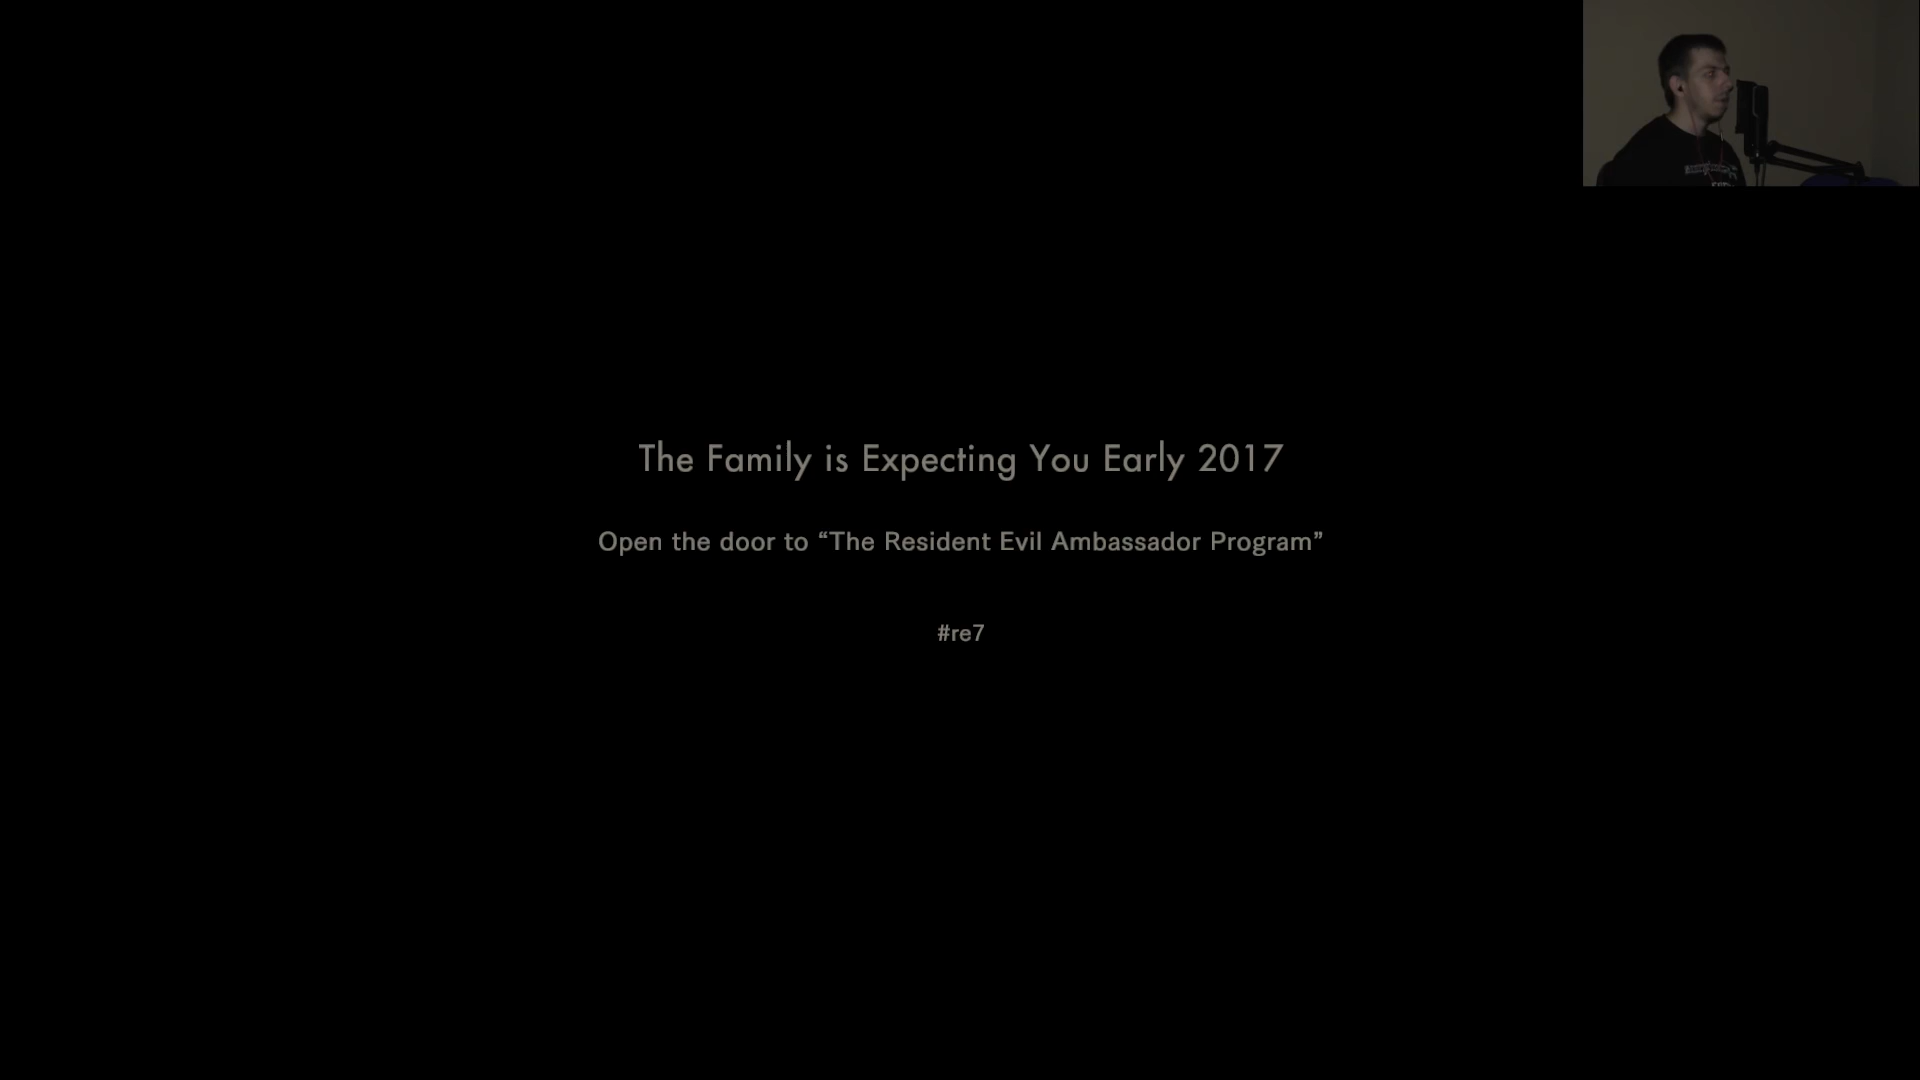 The Family is Expecting You Early 2017
Open the door to “The Resident Evil Ambassador Program”
#re7